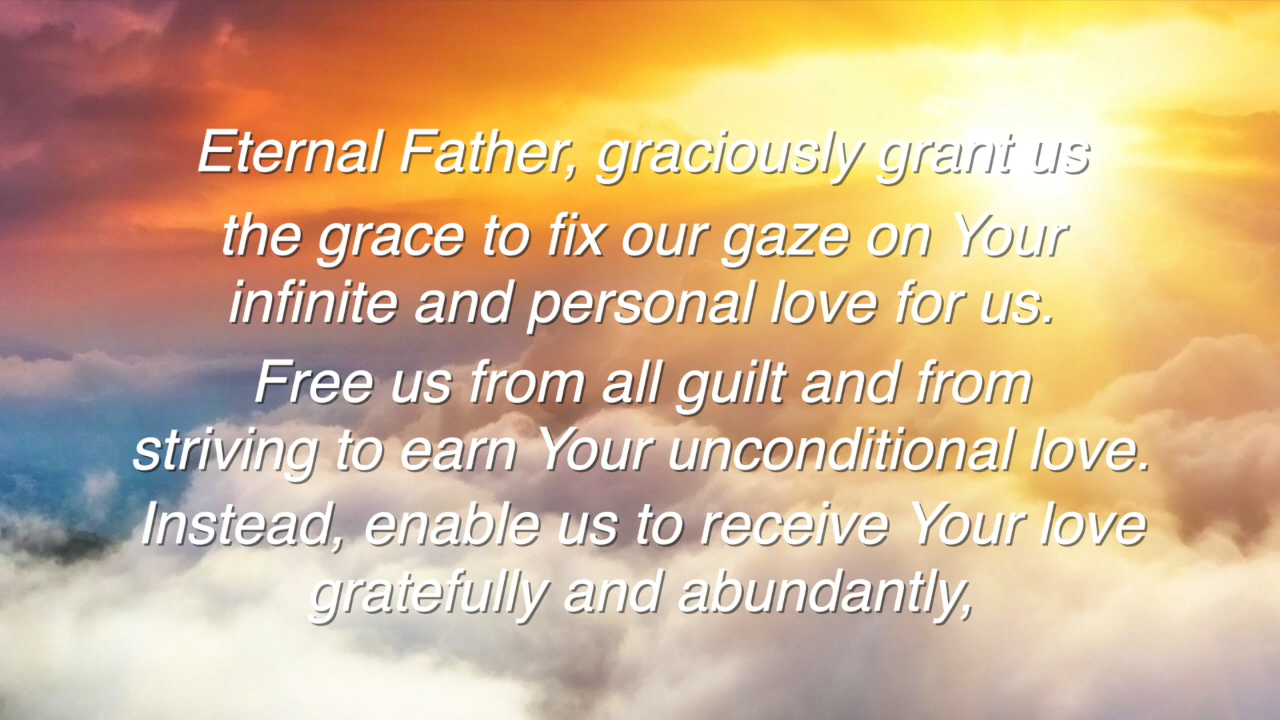 Eternal Father, graciously grant us
the grace to fix our gaze on Your
infinite and personal love for us.
Free us from all guilt and from
striving to earn Your unconditional love.
Instead, enable us to receive Your love
gratefully and abundantly,